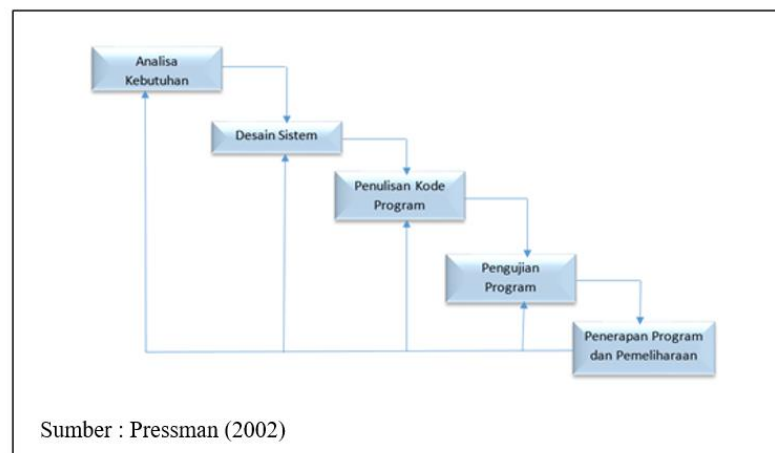 Analisa
Kebutuhan
Desain Sistem
Penulisan Kode
Program
Pengujian
Program
Penerapan Program
dan Pemeliharaan
Sumber : Pressman (2002)